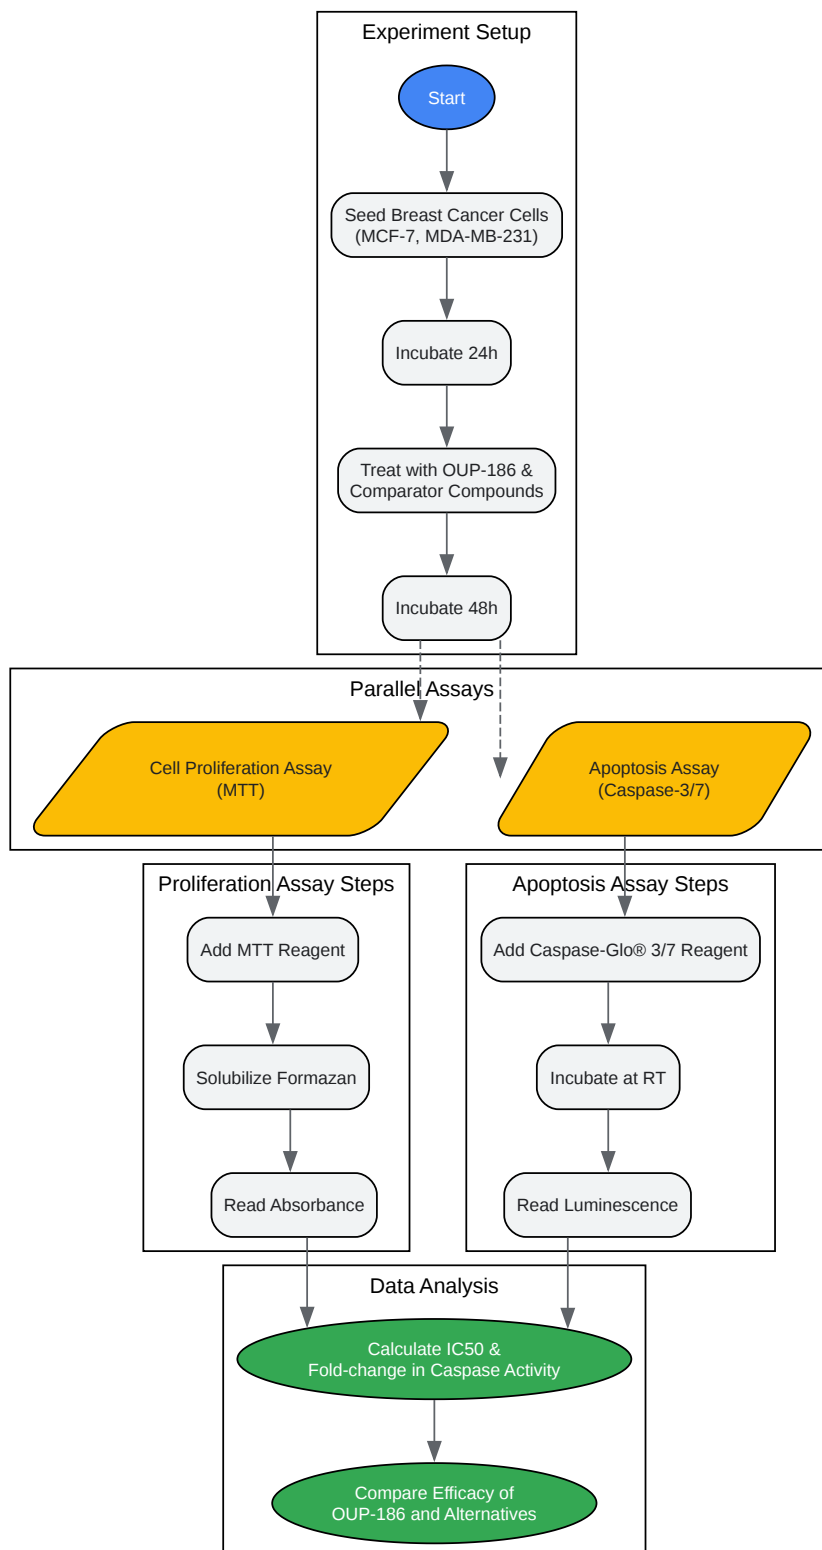 Experiment Setup
Start
Seed Breast Cancer Cells
(MCF-7, MDA-MB-231)
Incubate 24h
Treat with OUP-186 &
Comparator Compounds
Incubate 48h
Parallel Assays
Cell Proliferation Assay
(MTT)
Apoptosis Assay
(Caspase-3/7)
Proliferation Assay Steps
Add MTT Reagent
Solubilize Formazan
Read Absorbance
Apoptosis Assay Steps
Add Caspase-Glo® 3/7 Reagent
Incubate at RT
Read Luminescence
Data Analysis
Calculate IC50 &
Fold-change in Caspase Activity
Compare Efficacy of
OUP-186 and Alternatives